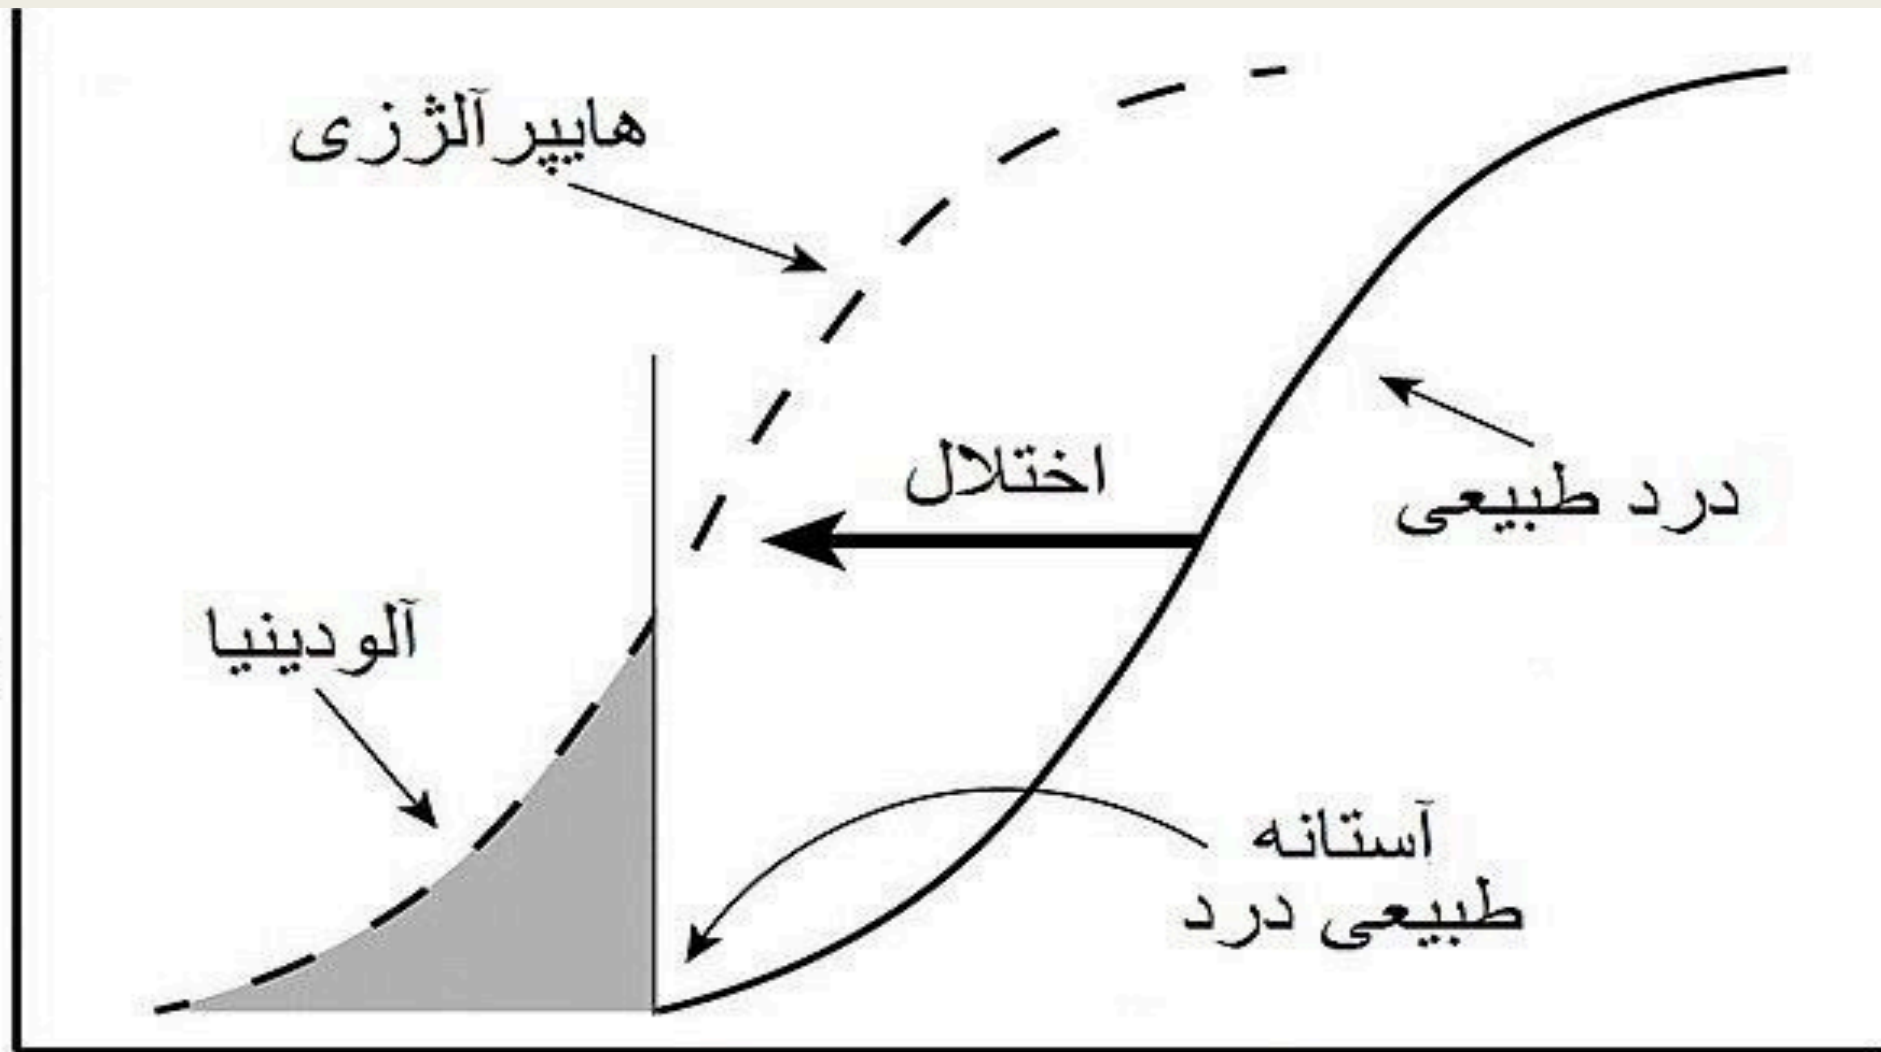 هایپرآلژزی
اختلال
درد طبیعی
آلودینیا
آستانه
طبیعی درد